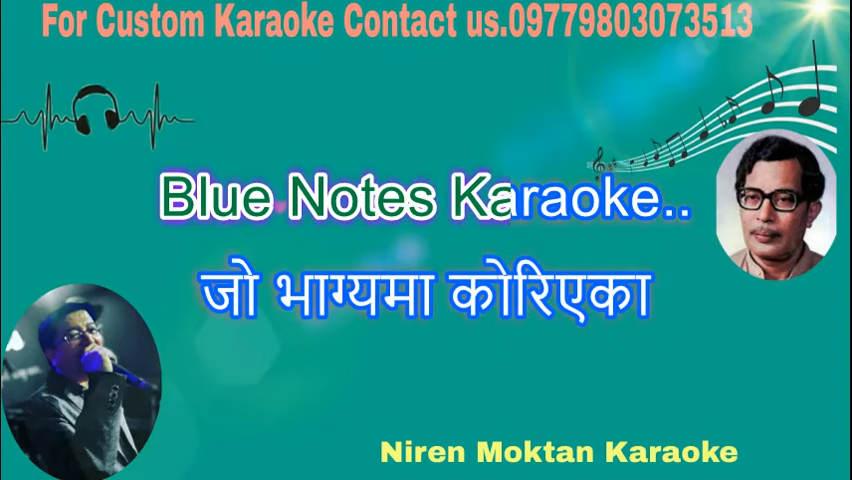 For Custom Karaoke Contact us.09779803073513
Blue Notes Karaoke..
जो भाग्यमा कोरिएका
Niren Moktan Karaoke